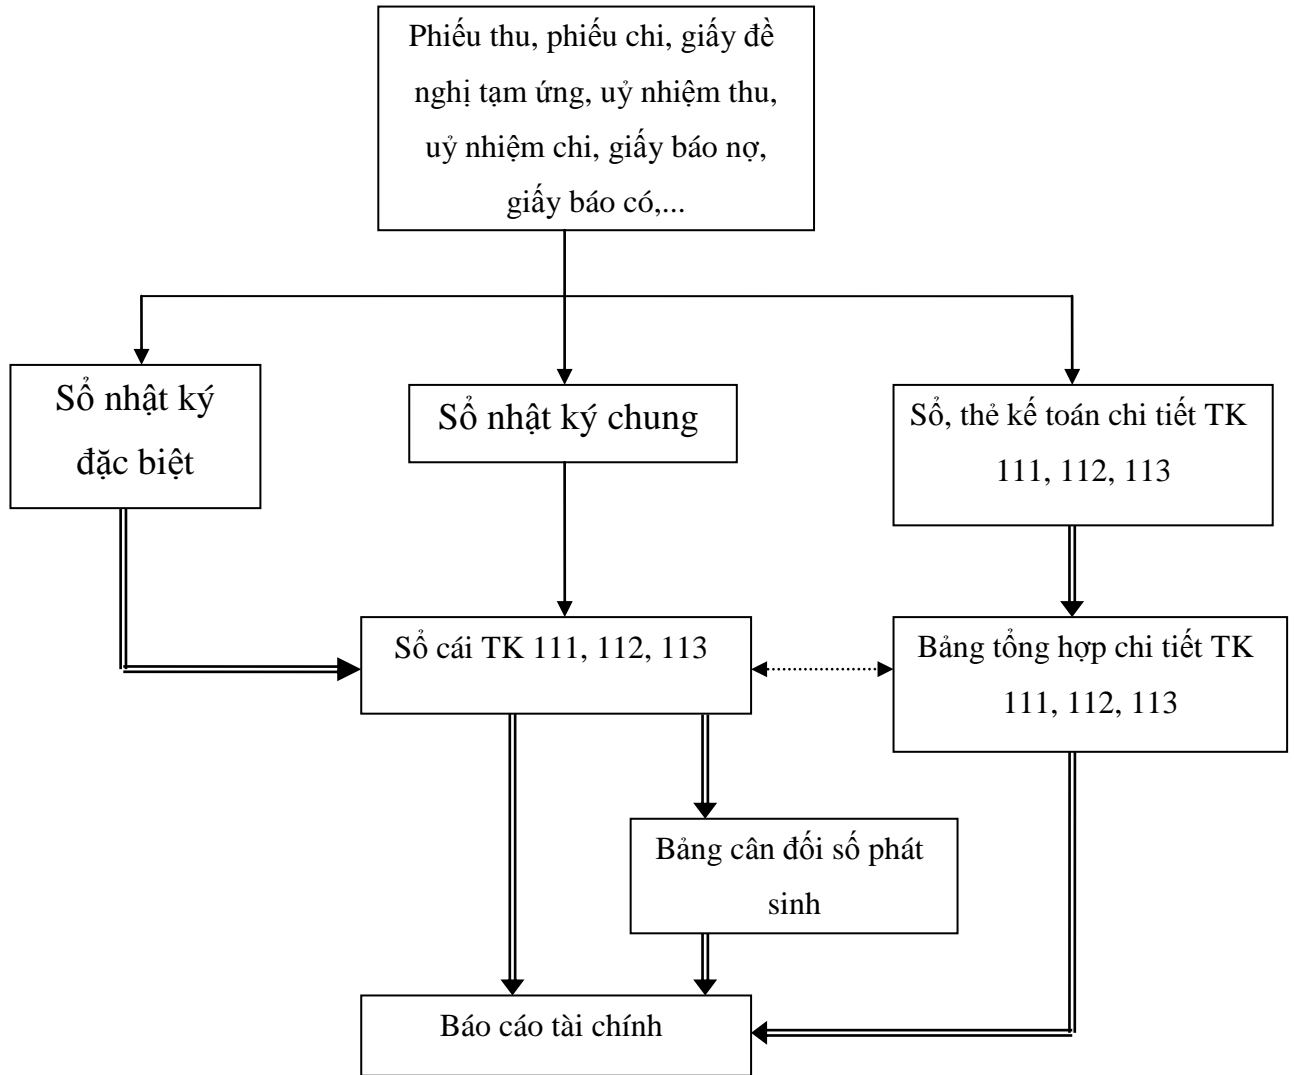 Phiếu thu, phiếu chi, giấy đề
nghị tạm ứng, uỷ nhiệm thu,
uỷ nhiệm chi, giấy báo nợ,
giấy báo có,...
Sổ nhật ký
đặc biệt
Sổ nhật ký chung
Sổ, thẻ kế toán chi tiết TK
111, 112, 113
Sổ cái TK 111, 112, 113
Bảng tổng hợp chi tiết TK
111, 112, 113
Bảng cân đối số phát
sinh
Báo cáo tài chính